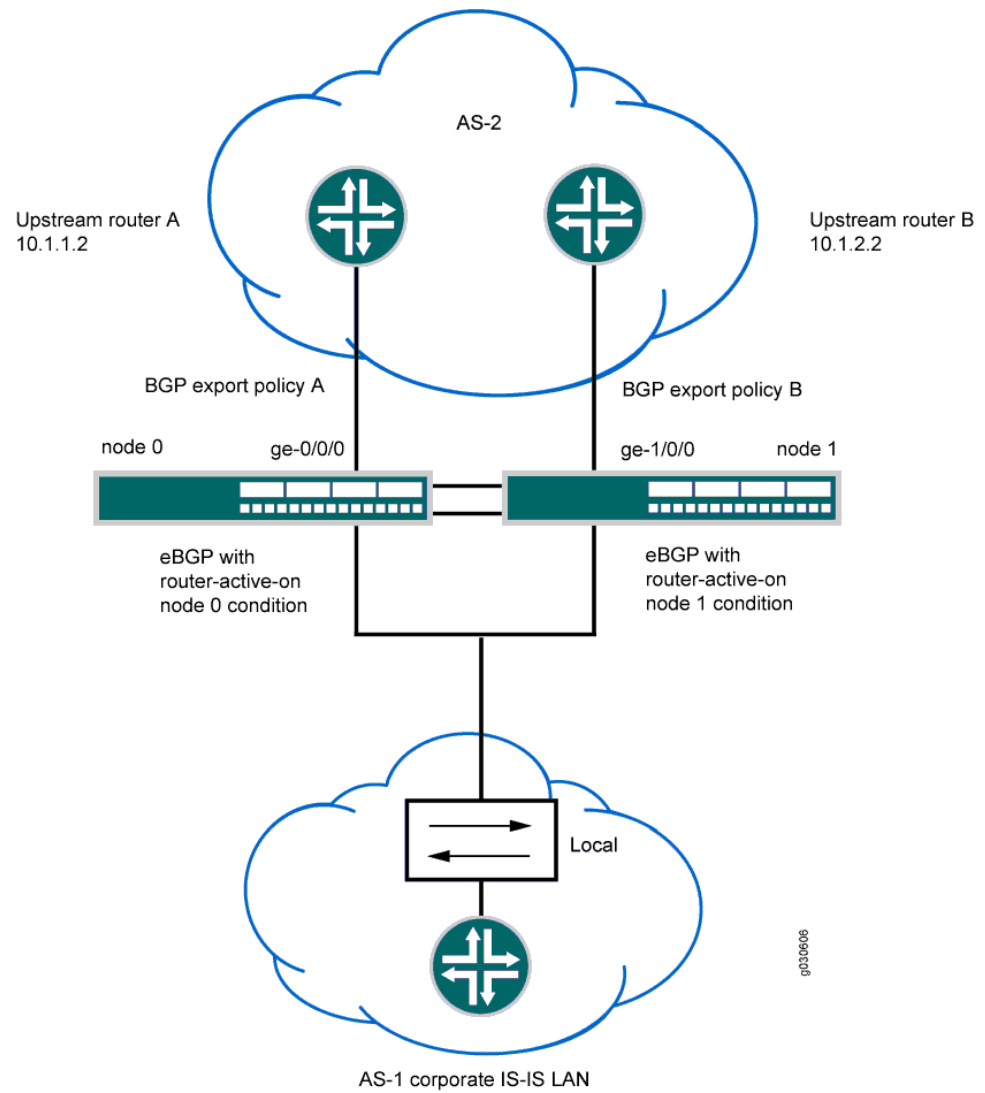 AS-2
Upstream router A
10.1.1.2
Upstream router B
10.1.2.2
BGP export policy A
BGP export policy B
node 0
ge-0/0/0
ge-1/0/0
node 1
eBGP with
router-active-on
node 0 condition
eBGP with
router-active-on
node 1 condition
Local
g030606
AS-1 corporate IS-IS LAN